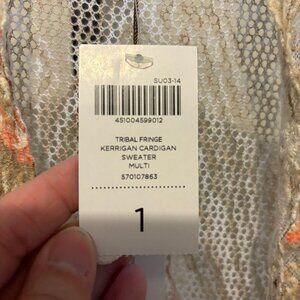 SU03-14
451004599012
TRIBAL FRINGE
KERRIGAN CARDIGAN
SWEATER
MULTI
570107863
1